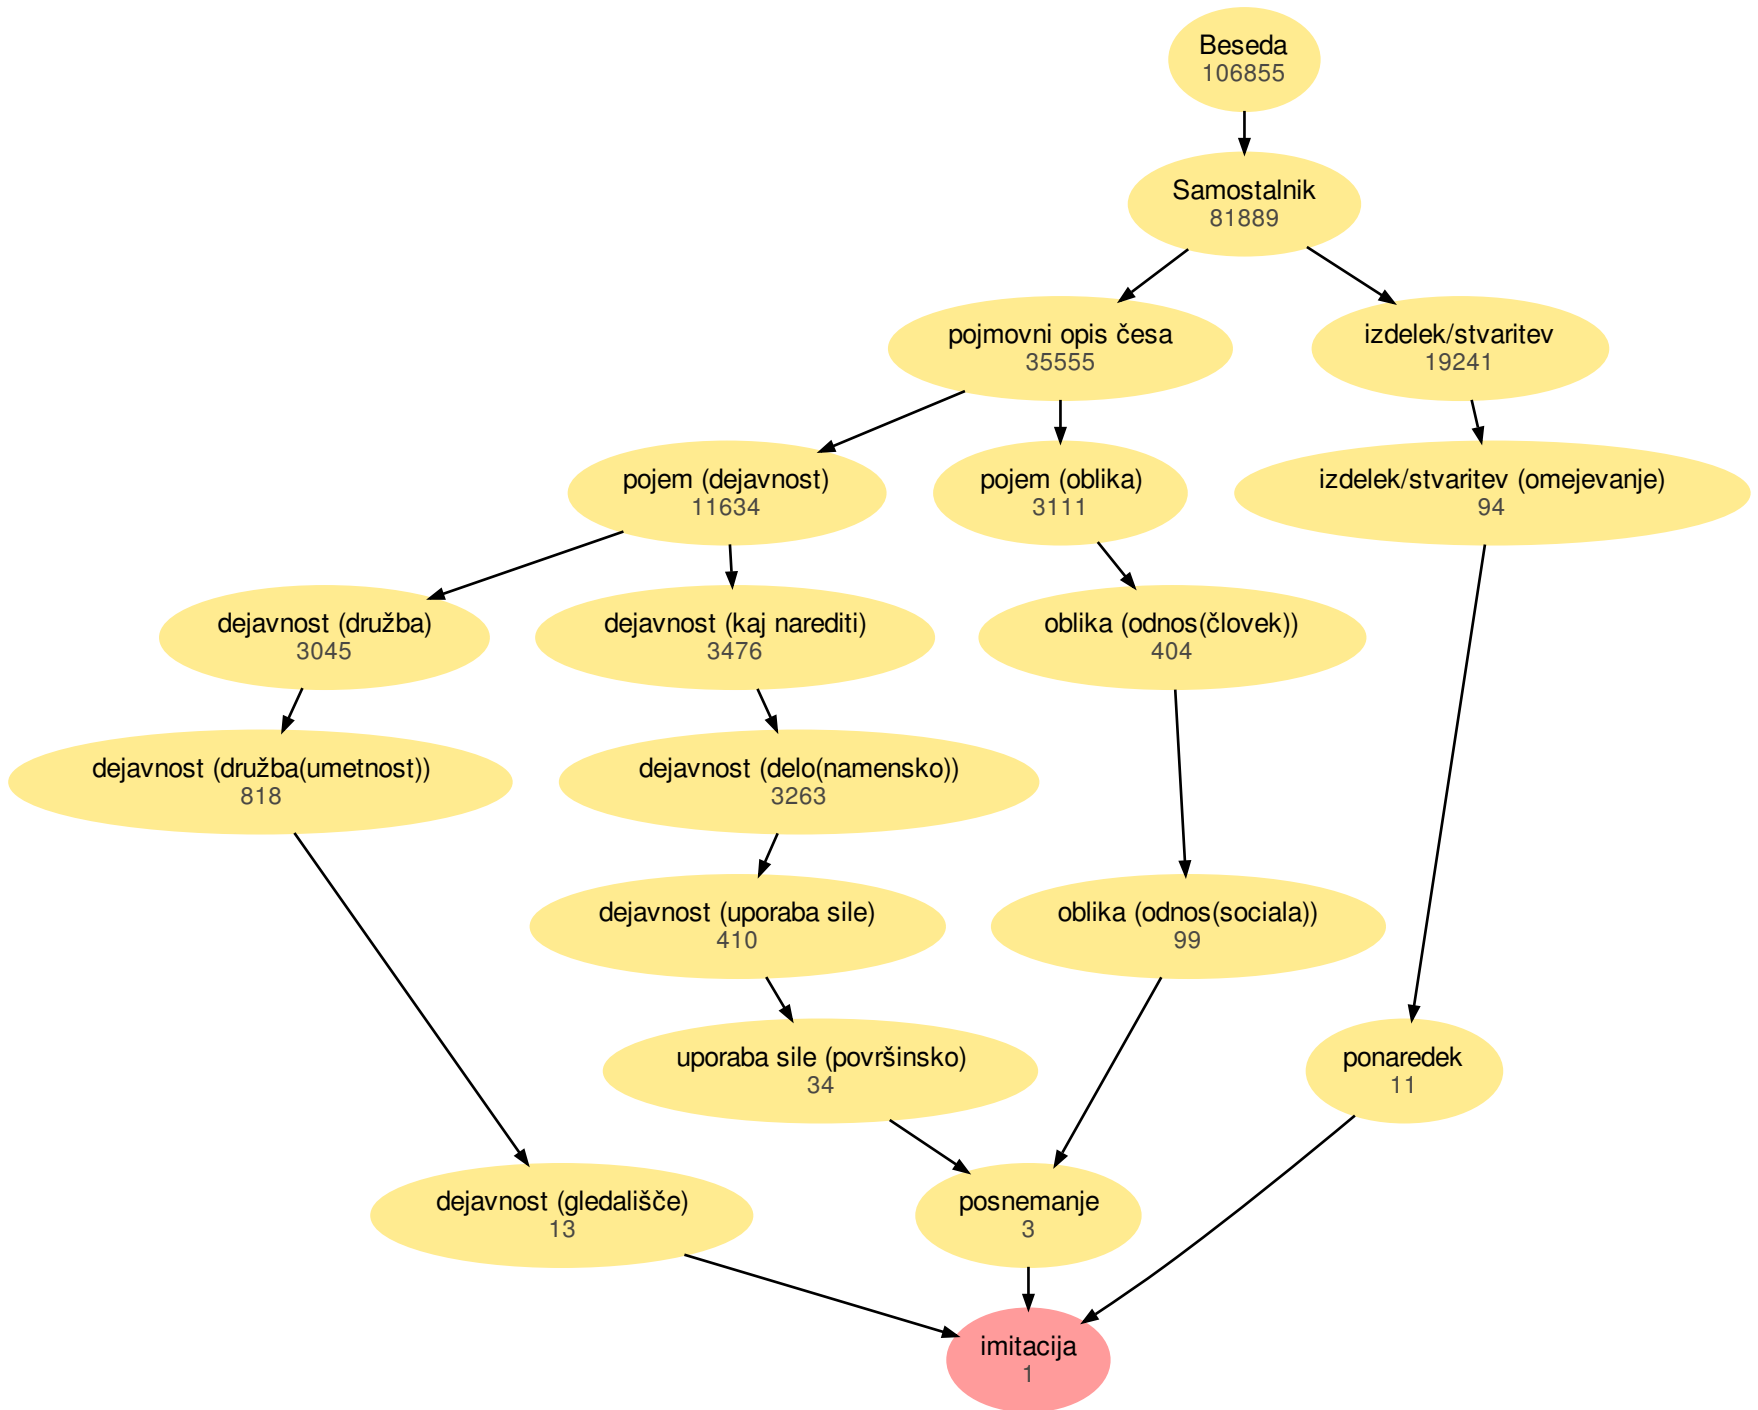 Beseda
106855
Samostalnik
81889
pojmovni opis česa
35555
izdelek/stvaritev
19241
pojem (dejavnost)
11634
pojem (oblika)
3111
izdelek/stvaritev (omejevanje)
94
dejavnost (družba)
3045
dejavnost (kaj narediti)
3476
oblika (odnos(človek))
404
dejavnost (družba(umetnost))
818
dejavnost (delo(namensko))
3263
dejavnost (uporaba sile)
410
oblika (odnos(sociala))
99
uporaba sile (površinsko)
34
ponaredek
11
dejavnost (gledališče)
13
posnemanje
3
imitacija
1